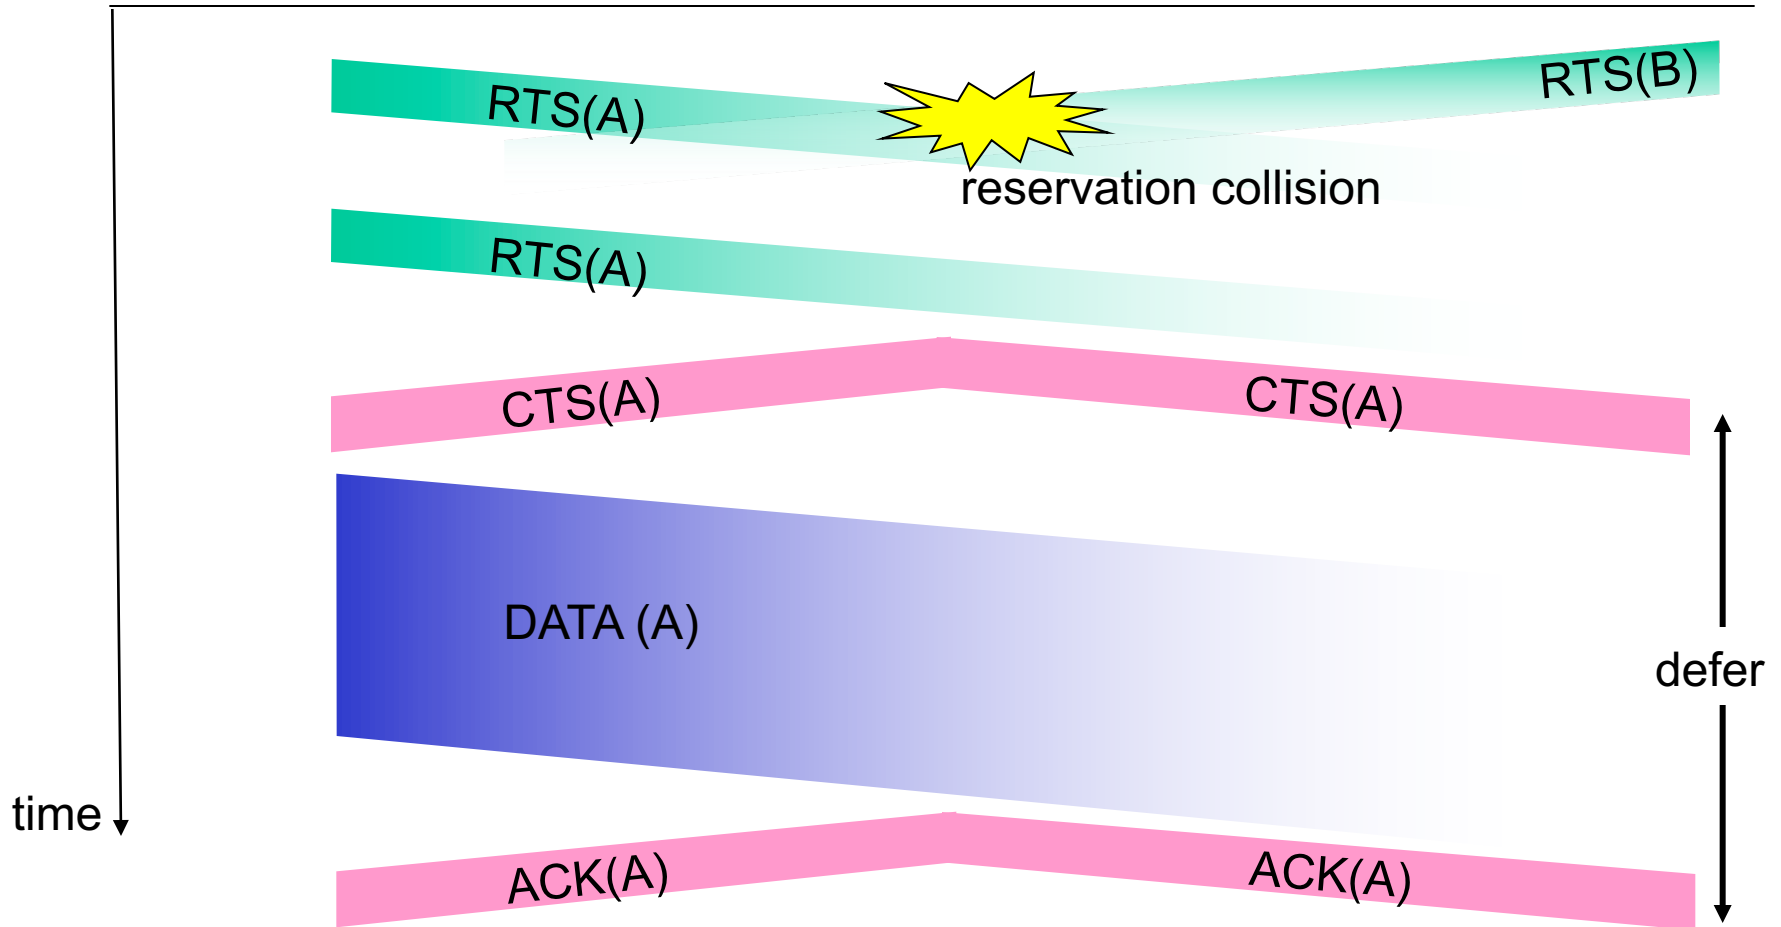 RTS(A)
RTS(B)
reservation collision
RTS(A)
CTS(A)
CTS(A)
DATA (A)
defer
time
ACK(A)
ACK(A)